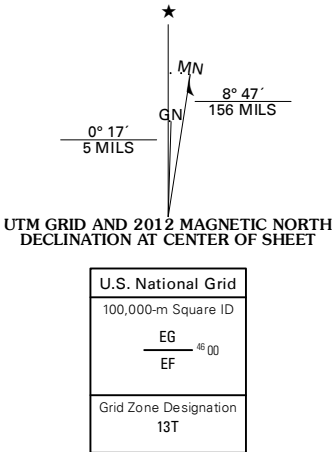 ★
MN
8° 47´
156 MILS
GN
0° 17´
5 MILS
UTM GRID AND 2012 MAGNETIC NORTH
DECLINATION AT CENTER OF SHEET
U.S. National Grid
100,000-m Square ID
EG
46 00
EF
Grid Zone Designation
13T